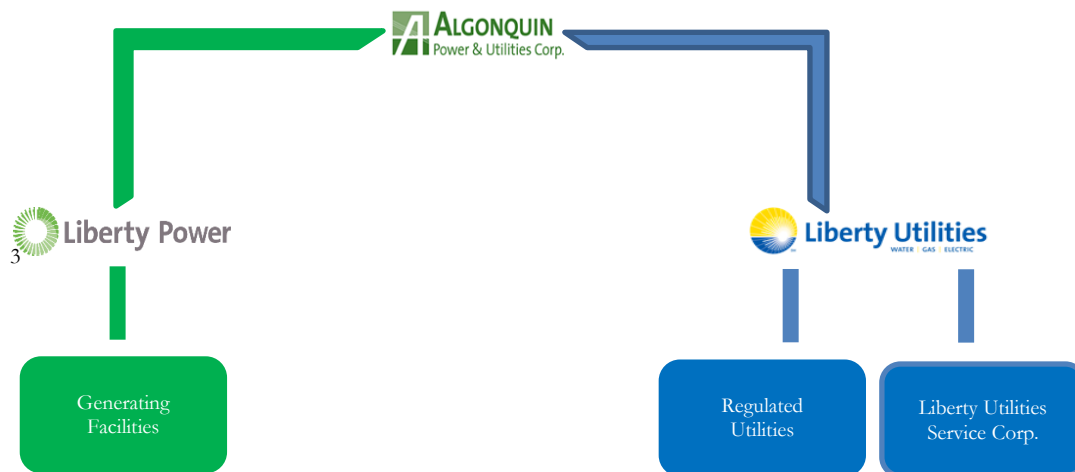 ALGONQUIN
Power & Utilities Corp.
Liberty Power
3
Liberty Utilities
WATER | GAS | ELECTRIC
Generating
Facilities
Regulated
Utilities
Liberty Utilities
Service Corp.